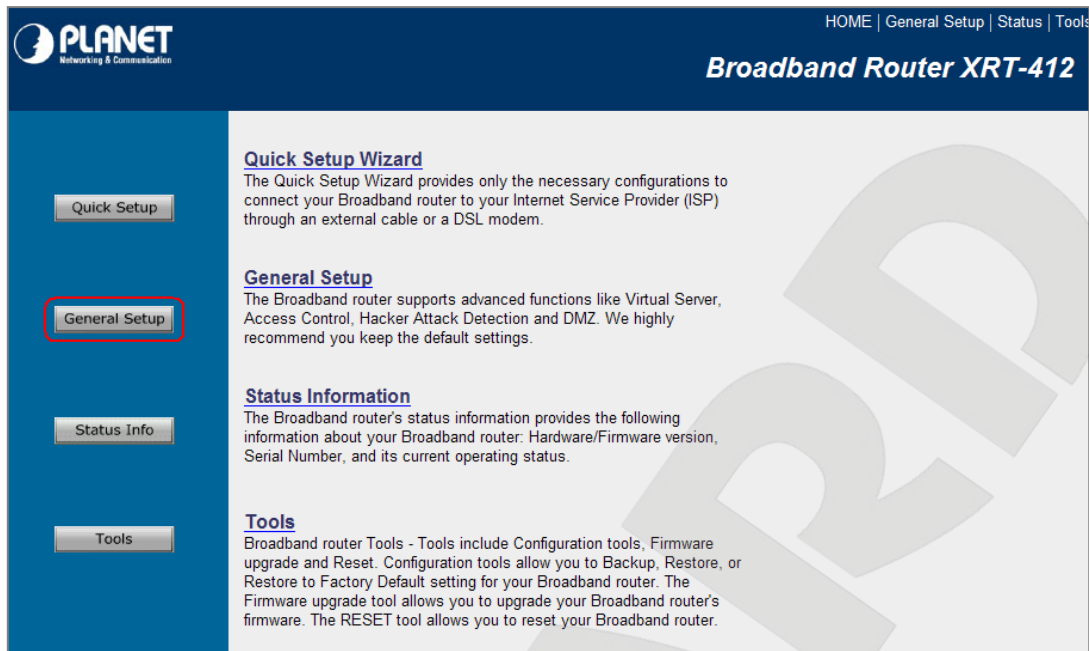 PLANET
Networking & Communication
HOME | General Setup | Status | Tools
Broadband Router XRT-412
Quick Setup
Quick Setup Wizard
The Quick Setup Wizard provides only the necessary configurations to
connect your Broadband router to your Internet Service Provider (ISP)
through an external cable or a DSL modem.
General Setup
General Setup
The Broadband router supports advanced functions like Virtual Server,
Access Control, Hacker Attack Detection and DMZ. We highly
recommend you keep the default settings.
Status Info
Status Information
The Broadband router's status information provides the following
information about your Broadband router: Hardware/Firmware version,
Serial Number, and its current operating status.
Tools
Tools
Broadband router Tools - Tools include Configuration tools, Firmware
upgrade and Reset. Configuration tools allow you to Backup, Restore, or
Restore to Factory Default setting for your Broadband router. The
Firmware upgrade tool allows you to upgrade your Broadband router's
firmware. The RESET tool allows you to reset your Broadband router.